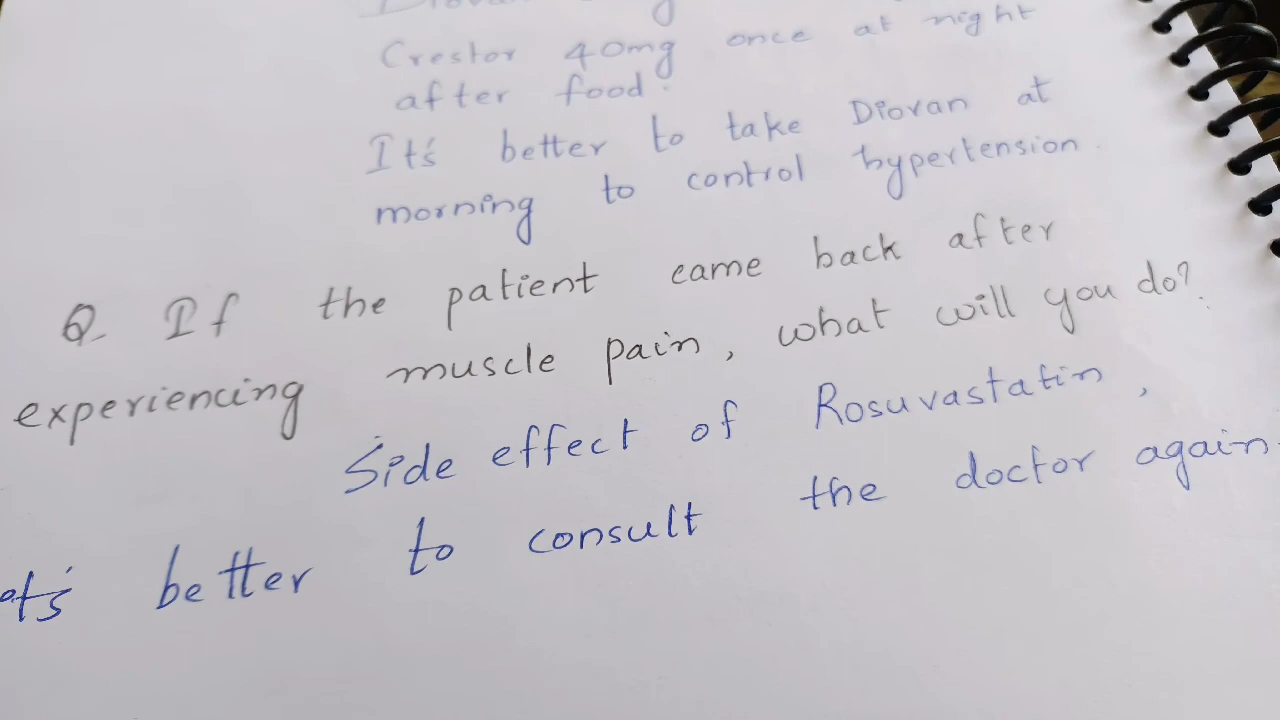 Diovan
Crestor 40mg once at night
after food.
It's better to take Diovan at
morning to control hypertension.
Q If the patient came back after
experiencing muscle pain, what will you do?
Side effect of Rosuvastatin,
better to consult the doctor again.